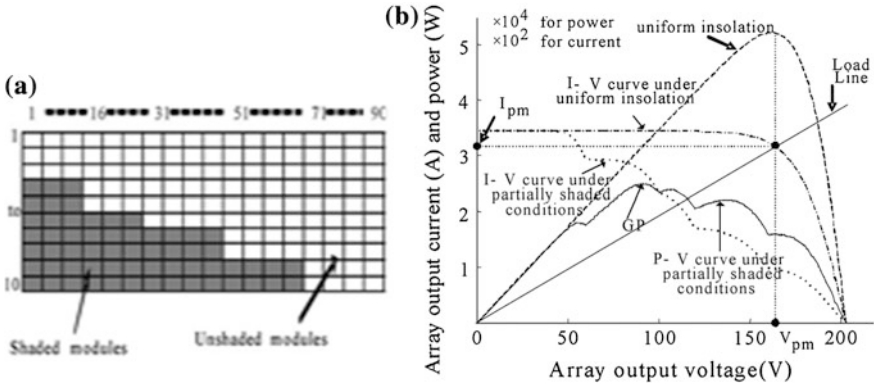 (a)
1 16 31 51 71 90
1
10
Shaded modules
Unshaded modules
(b)
Array output current (A) and power (W)
×10⁴ for power
×10² for current
uniform insolation
Load
Line
I- V curve under
uniform insolation
I_pm
I- V curve under
partially shaded
conditions
GP
P- V curve under
partially shaded
conditions
5
4
3
2
1
0 50 100 150 200
V_pm
Array output voltage(V)